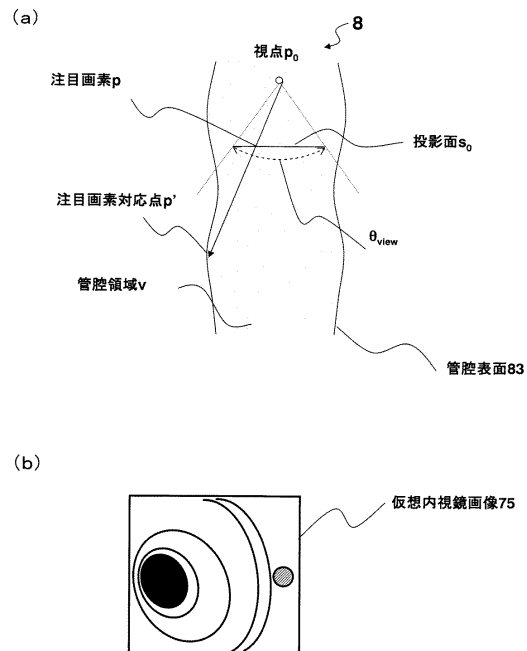 (a)
8
視点p0
注目画素p
投影面s0
注目画素対応点p'
θview
管腔領域v
管腔表面83
(b)
仮想内視鏡画像75